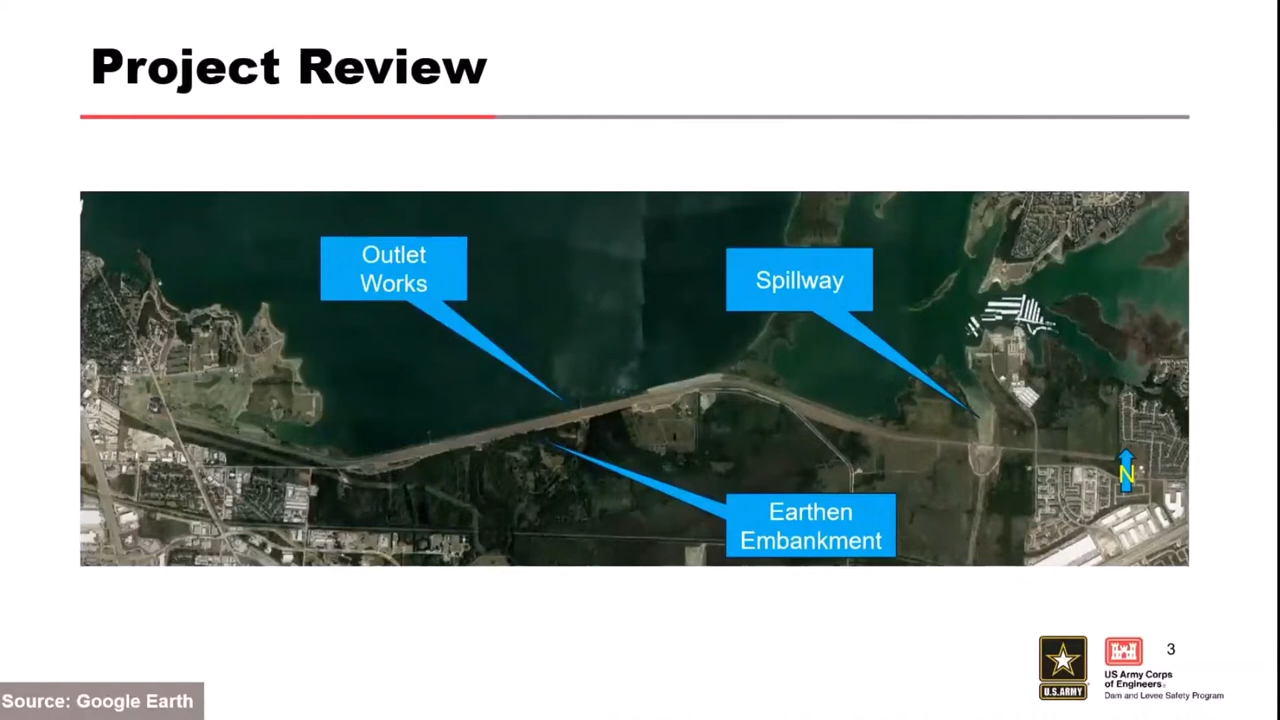 Project Review
Outlet
Works
Spillway
Earthen
Embankment
N
U.S.ARMY
US Army Corps
of Engineers®
Dam and Levee Safety Program
3
Source: Google Earth